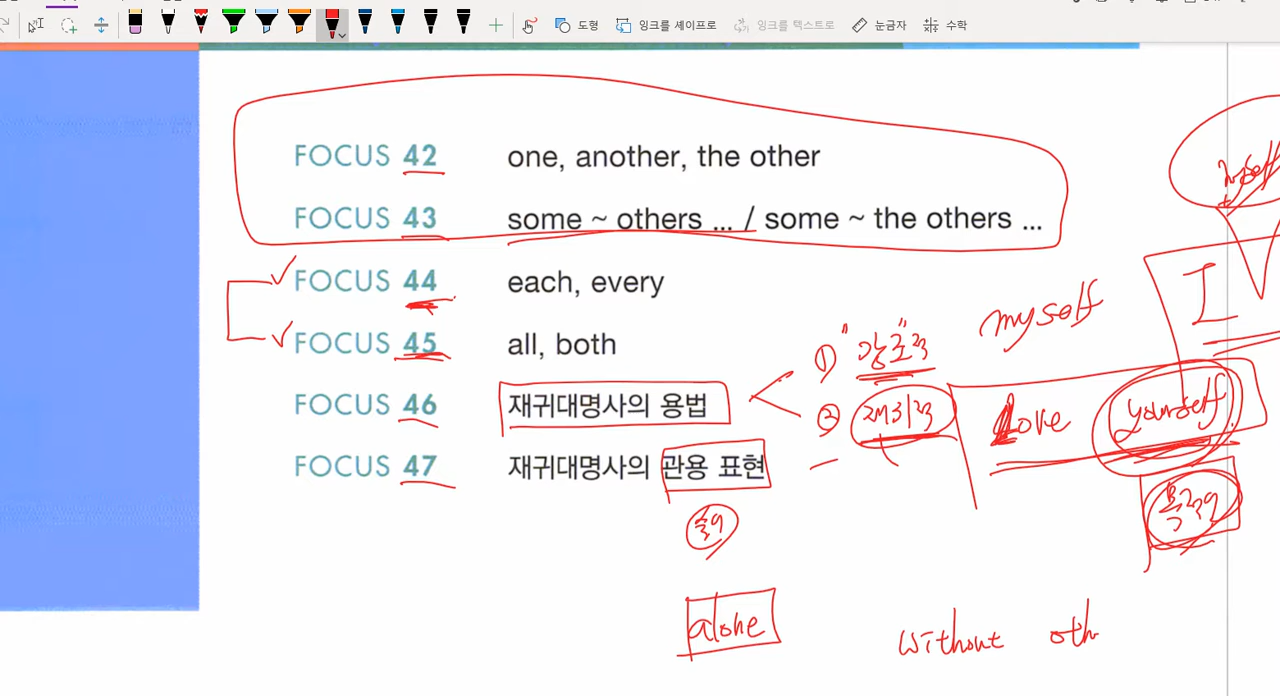 도형 잉크를 셰이프로 잉크를 텍스트로 눈금자 수학
FOCUS 42 one, another, the other
FOCUS 43 some ~ others ... / some ~ the others ...
myself
FOCUS 44 each, every
I
myself
FOCUS 45 all, both
① "강조적"
FOCUS 46 재귀대명사의 용법
② 재귀적
Love yourself
FOCUS 47 재귀대명사의 관용 표현
목적어
숙어
alone
without oth